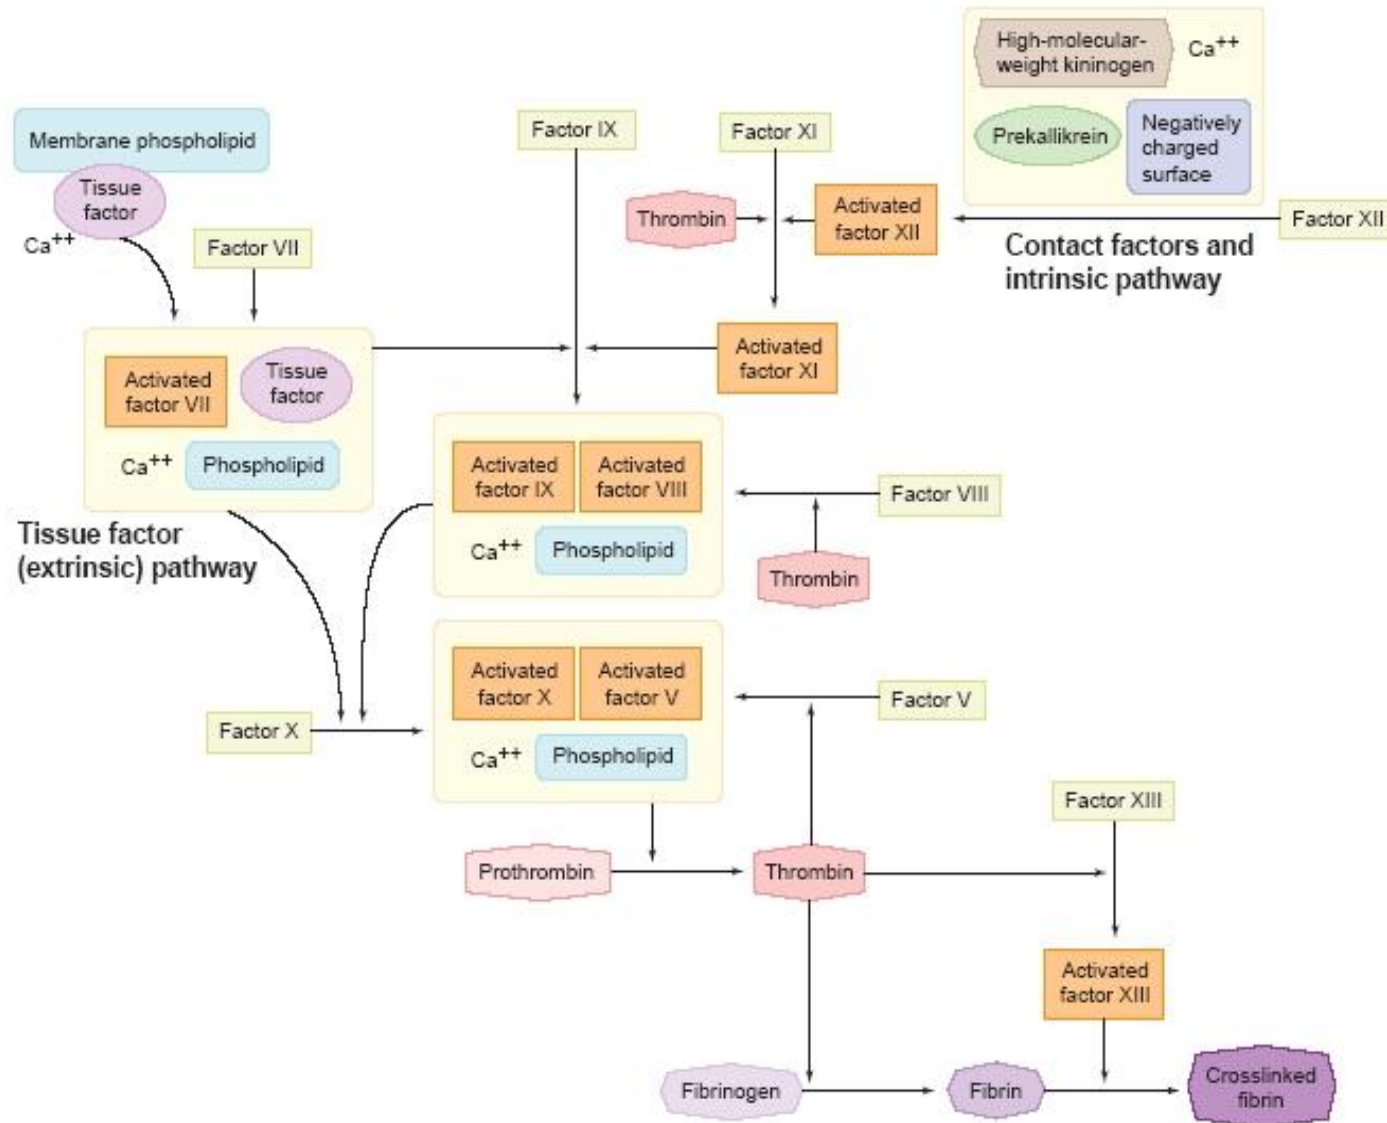 High-molecular-
weight kininogen
Ca++
Prekallikrein
Negatively
charged
surface
Membrane phospholipid
Tissue
factor
Ca++
Factor VII
Factor IX
Factor XI
Thrombin
Activated
factor XII
Factor XII
Contact factors and
intrinsic pathway
Activated
factor XI
Activated
factor VII
Tissue
factor
Ca++
Phospholipid
Tissue factor
(extrinsic) pathway
Activated
factor IX
Activated
factor VIII
Ca++
Phospholipid
Factor VIII
Thrombin
Factor X
Activated
factor X
Activated
factor V
Ca++
Phospholipid
Factor V
Prothrombin
Thrombin
Factor XIII
Activated
factor XIII
Fibrinogen
Fibrin
Crosslinked
fibrin